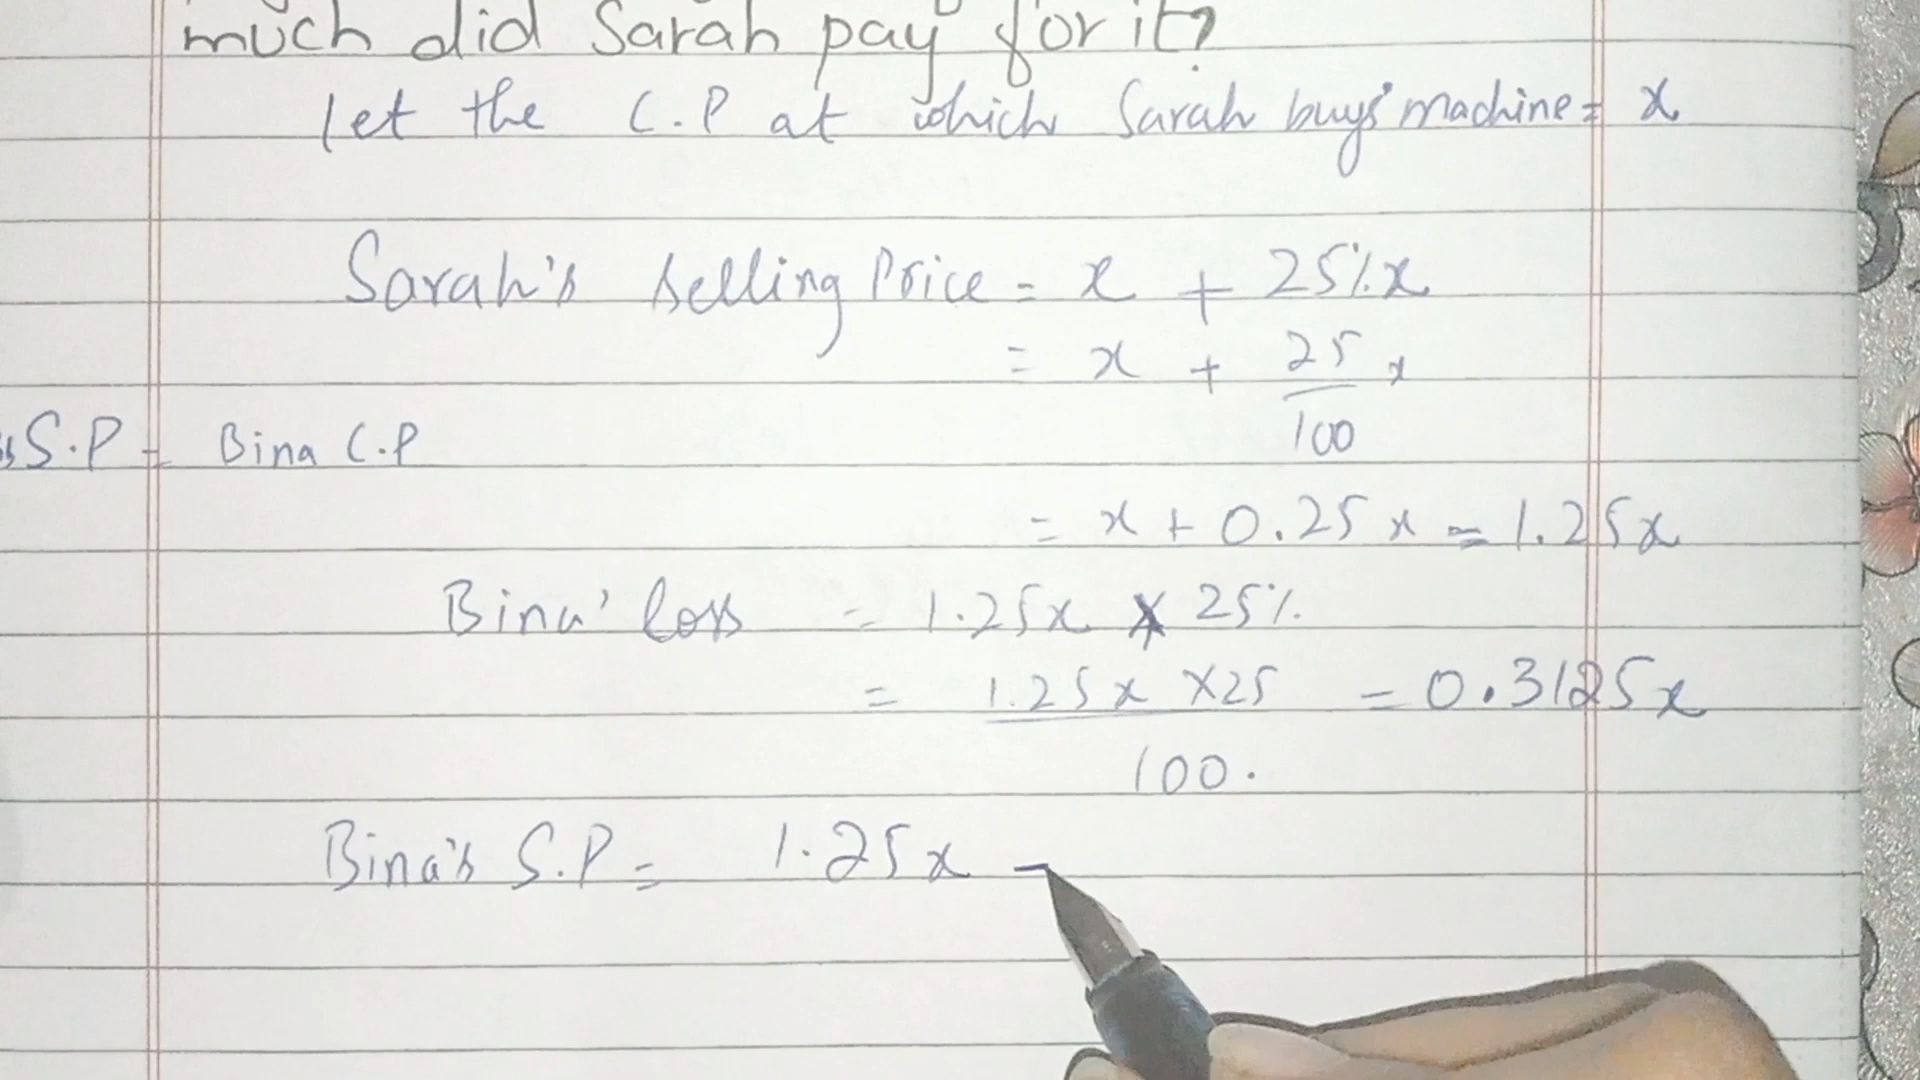 much did Sarah pay for it?
let the C.P at which Sarah buys machine = x
Sarah's selling Price = x + 25%x
= x + 25/100 x
S.P = Bina C.P
= x + 0.25x = 1.25x
Bina' loss = 1.25x × 25%
= 1.25x × 25 / 100. = 0.3125x
Bina's S.P = 1.25x -